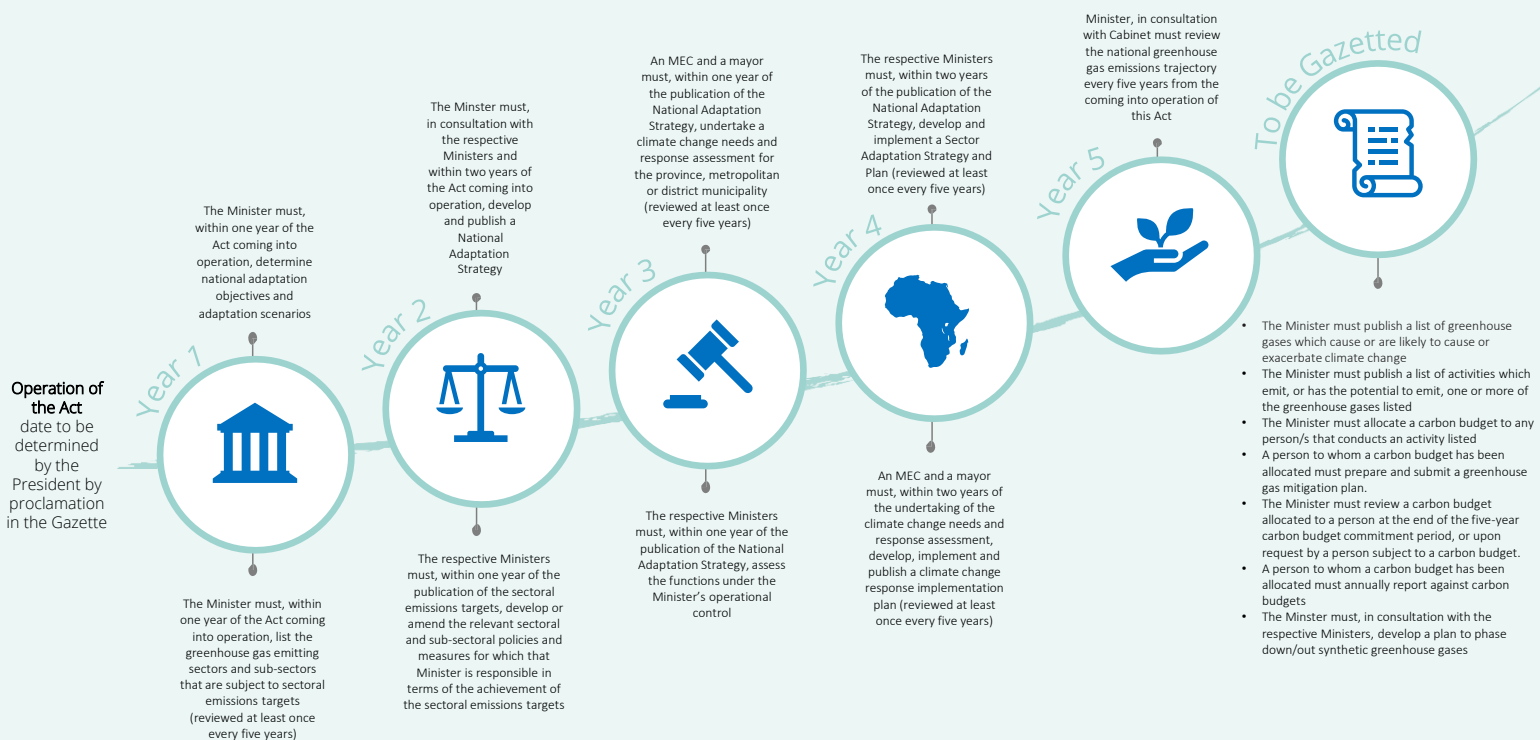 Operation of
the Act
date to be
determined
by the
President by
proclamation
in the Gazette
Year 1
The Minister must,
within one year of the
Act coming into
operation, determine
national adaptation
objectives and
adaptation scenarios
The Minister must, within
one year of the Act coming
into operation, list the
greenhouse gas emitting
sectors and sub-sectors
that are subject to sectoral
emissions targets
(reviewed at least once
every five years)
Year 2
The Minster must,
in consultation with
the respective
Ministers and
within two years of
the Act coming into
operation, develop
and publish a
National
Adaptation
Strategy
The respective Ministers
must, within one year of the
publication of the sectoral
emissions targets, develop or
amend the relevant sectoral
and sub-sectoral policies and
measures for which that
Minister is responsible in
terms of the achievement of
the sectoral emissions targets
Year 3
An MEC and a mayor
must, within one year of
the publication of the
National Adaptation
Strategy, undertake a
climate change needs and
response assessment for
the province, metropolitan
or district municipality
(reviewed at least once
every five years)
The respective Ministers
must, within one year of the
publication of the National
Adaptation Strategy, assess
the functions under the
Minister's operational
control
Year 4
The respective Ministers
must, within two years
of the publication of the
National Adaptation
Strategy, develop and
implement a Sector
Adaptation Strategy and
Plan (reviewed at least
once every five years)
An MEC and a mayor
must, within two years of
the undertaking of the
climate change needs and
response assessment,
develop, implement and
publish a climate change
response implementation
plan (reviewed at least
once every five years)
Year 5
Minister, in consultation
with Cabinet must review
the national greenhouse
gas emissions trajectory
every five years from the
coming into operation of
this Act
To be Gazetted
• The Minister must publish a list of greenhouse
gases which cause or are likely to cause or
exacerbate climate change
• The Minister must publish a list of activities which
emit, or has the potential to emit, one or more of
the greenhouse gases listed
• The Minister must allocate a carbon budget to any
person/s that conducts an activity listed
• A person to whom a carbon budget has been
allocated must prepare and submit a greenhouse
gas mitigation plan.
• The Minister must review a carbon budget
allocated to a person at the end of the five-year
carbon budget commitment period, or upon
request by a person subject to a carbon budget.
• A person to whom a carbon budget has been
allocated must annually report against carbon
budgets
• The Minster must, in consultation with the
respective Ministers, develop a plan to phase
down/out synthetic greenhouse gases